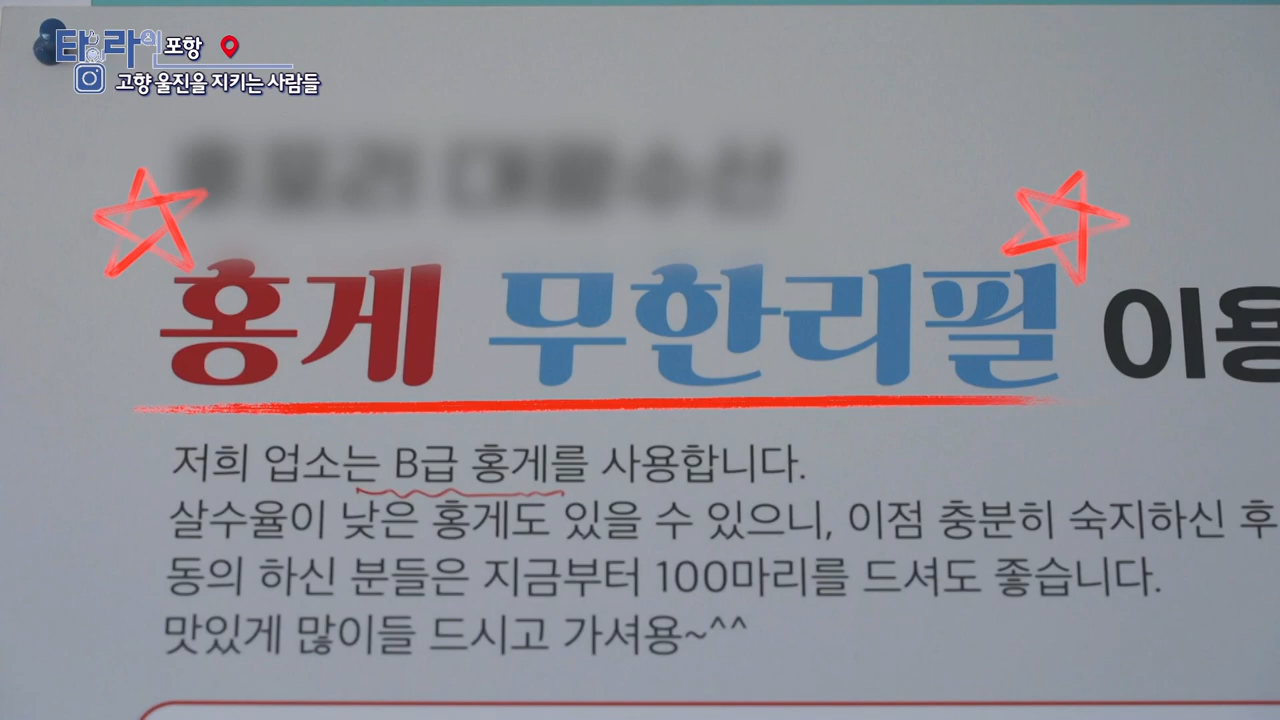 탐라의 포항
고향 울진을 지키는 사람들
홍게 무한리필 이용
저희 업소는 B급 홍게를 사용합니다.
살수율이 낮은 홍게도 있을 수 있으니, 이점 충분히 숙지하신 후
동의 하신 분들은 지금부터 100마리를 드셔도 좋습니다.
맛있게 많이들 드시고 가셔용~^^